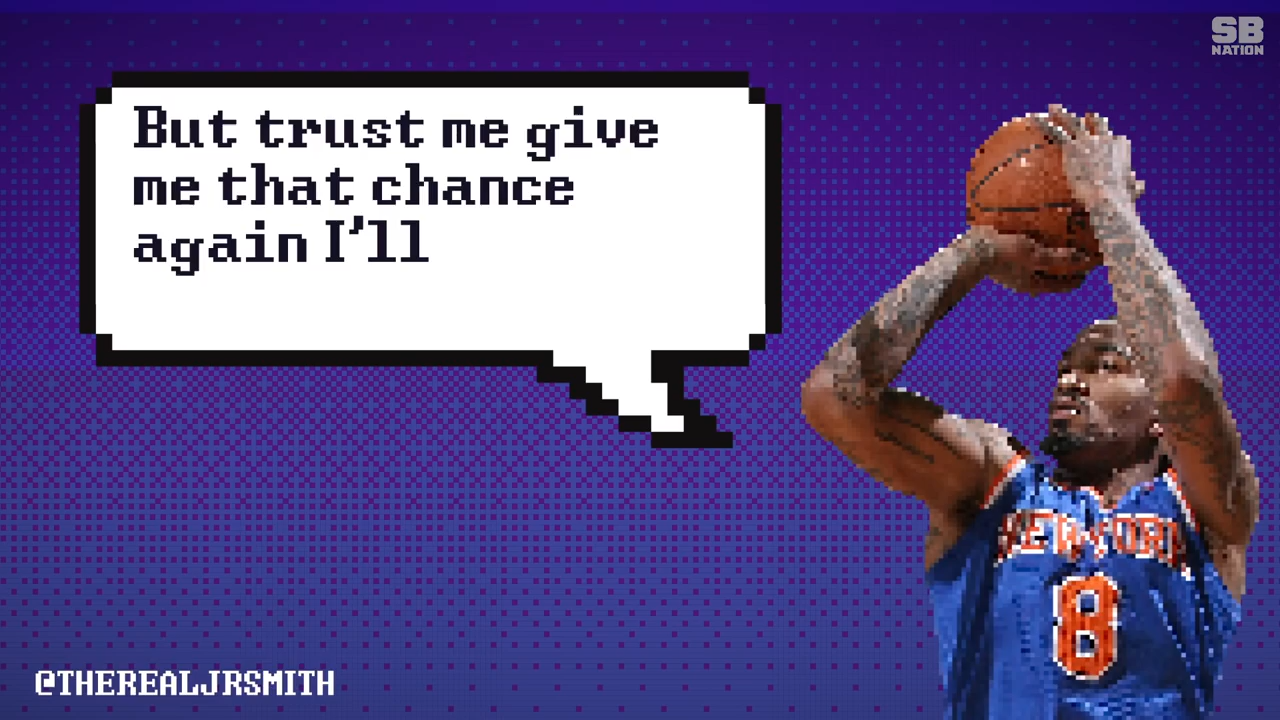 SB
NATION
But trust me give
me that chance
again I'll
NEW YORK
8
@THEREALJRSMITH